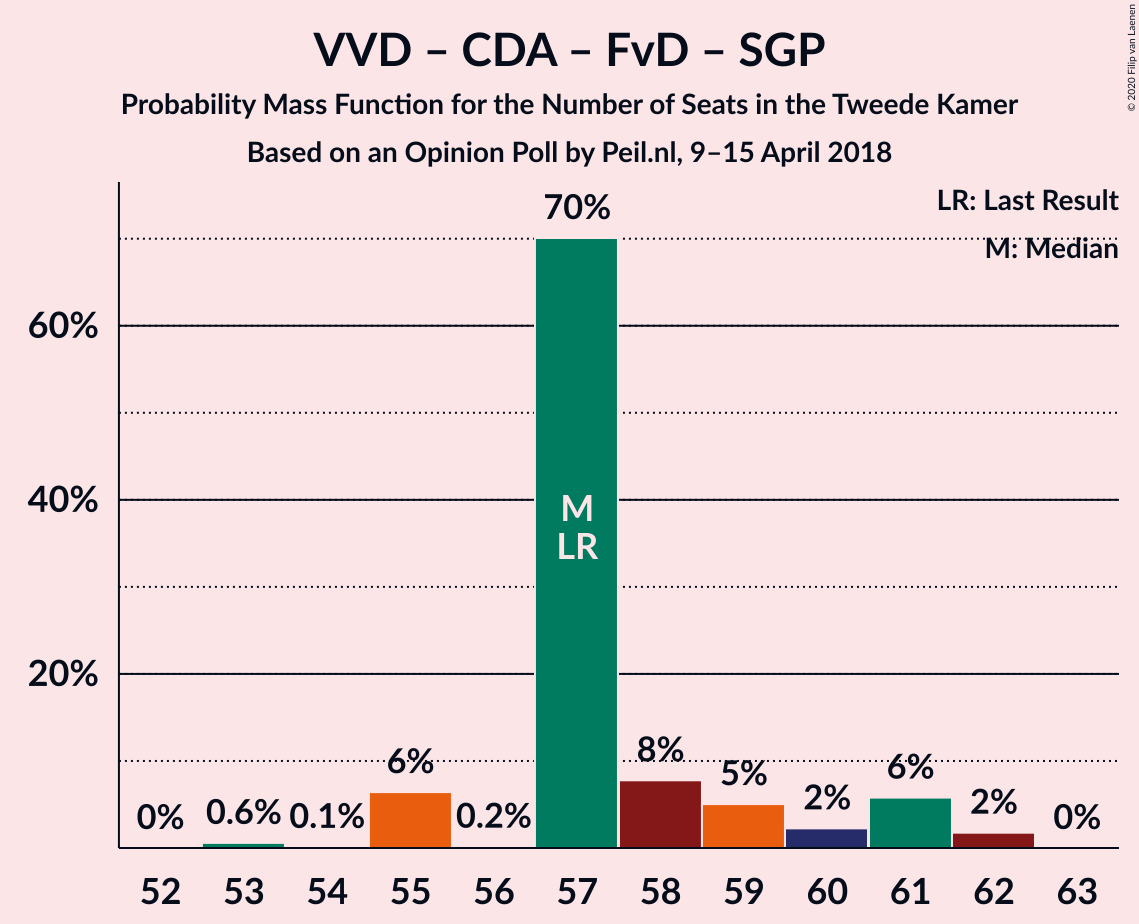 VVD – CDA – FvD – SGP
Probability Mass Function for the Number of Seats in the Tweede Kamer
Based on an Opinion Poll by Peil.nl, 9–15 April 2018
© 2020 Filip van Laenen
LR: Last Result
M: Median
60%
40%
20%
0%
0.6%
0.1%
6%
0.2%
70%
M
LR
8%
5%
2%
6%
2%
0%
52 53 54 55 56 57 58 59 60 61 62 63